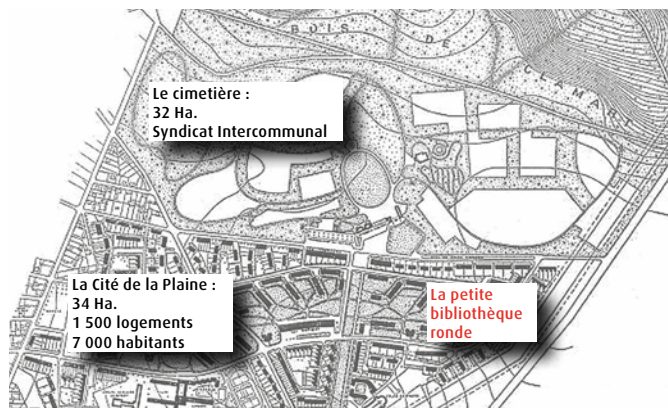 BOIS DE CLAMART
Le cimetière :
32 Ha.
Syndicat Intercommunal
La Cité de la Plaine :
34 Ha.
1 500 logements
7 000 habitants
La petite
bibliothèque
ronde